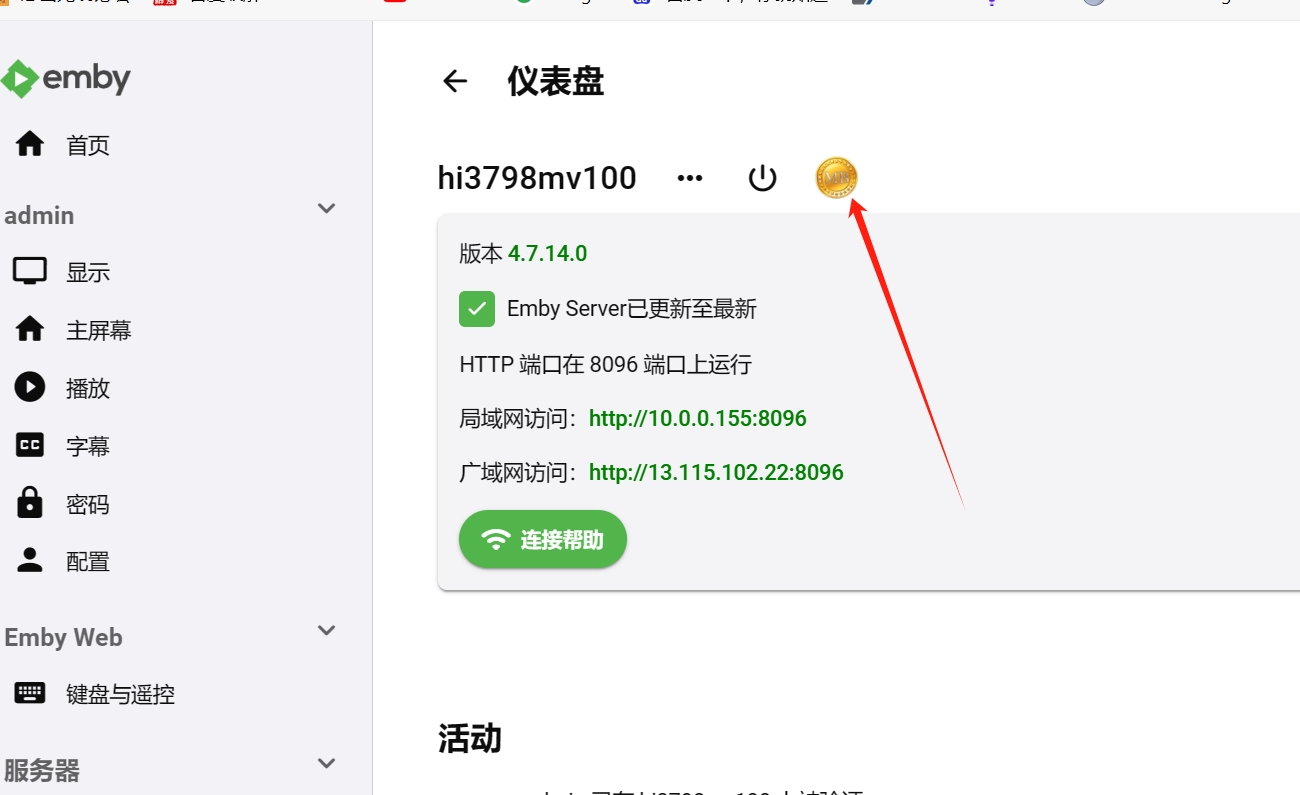 emby
首页
admin
显示
主屏幕
播放
字幕
密码
配置
Emby Web
键盘与遥控
服务器
仪表盘
hi3798mv100
版本 4.7.14.0
Emby Server已更新至最新
HTTP 端口在 8096 端口上运行
局域网访问：http://10.0.0.155:8096
广域网访问：http://13.115.102.22:8096
连接帮助
活动